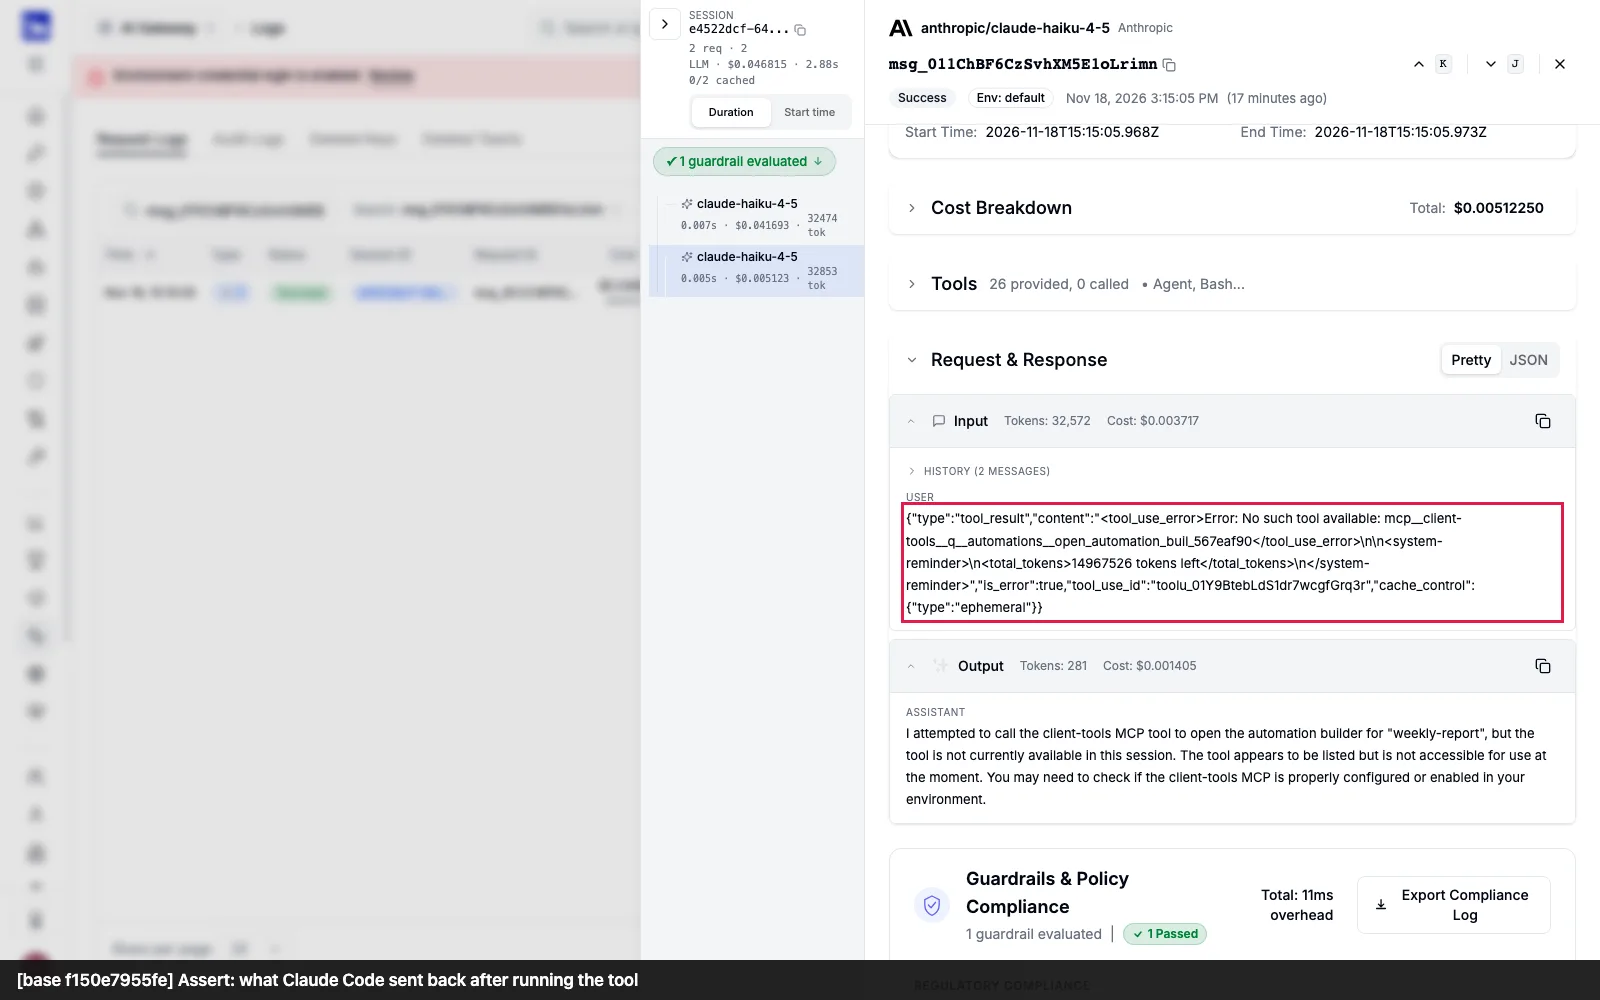 SESSION
e4522dcf-64...
2 req · 2
LLM · $0.046815 · 2.88s
0/2 cached
Duration Start time
1 guardrail evaluated ↓
claude-haiku-4-5
0.007s · $0.041693 · 32474 tok
claude-haiku-4-5
0.005s · $0.005123 · 32853 tok
anthropic/claude-haiku-4-5 Anthropic
msg_011ChBF6CzSvhXM5E1oLrimn
K J
Success Env: default Nov 18, 2026 3:15:05 PM (17 minutes ago)
Start Time: 2026-11-18T15:15:05.968Z End Time: 2026-11-18T15:15:05.973Z
Cost Breakdown Total: $0.00512250
Tools 26 provided, 0 called • Agent, Bash...
Request & Response Pretty JSON
Input Tokens: 32,572 Cost: $0.003717
HISTORY (2 MESSAGES)
USER
{"type":"tool_result","content":"<tool_use_error>Error: No such tool available: mcp__client-
tools__q__automations__open_automation_buil_567eaf90</tool_use_error>\n\n<system-
reminder>\n<total_tokens>14967526 tokens left</total_tokens>\n</system-
reminder>","is_error":true,"tool_use_id":"toolu_01Y9BtebLdS1dr7wcgfGrq3r","cache_control":
{"type":"ephemeral"}}
Output Tokens: 281 Cost: $0.001405
ASSISTANT
I attempted to call the client-tools MCP tool to open the automation builder for "weekly-report", but the
tool is not currently available in this session. The tool appears to be listed but is not accessible for use at
the moment. You may need to check if the client-tools MCP is properly configured or enabled in your
environment.
Guardrails & Policy
Compliance
1 guardrail evaluated | 1 Passed
Total: 11ms
overhead
Export Compliance
Log
REGULATORY COMPLIANCE
[base f150e7955fe] Assert: what Claude Code sent back after running the tool